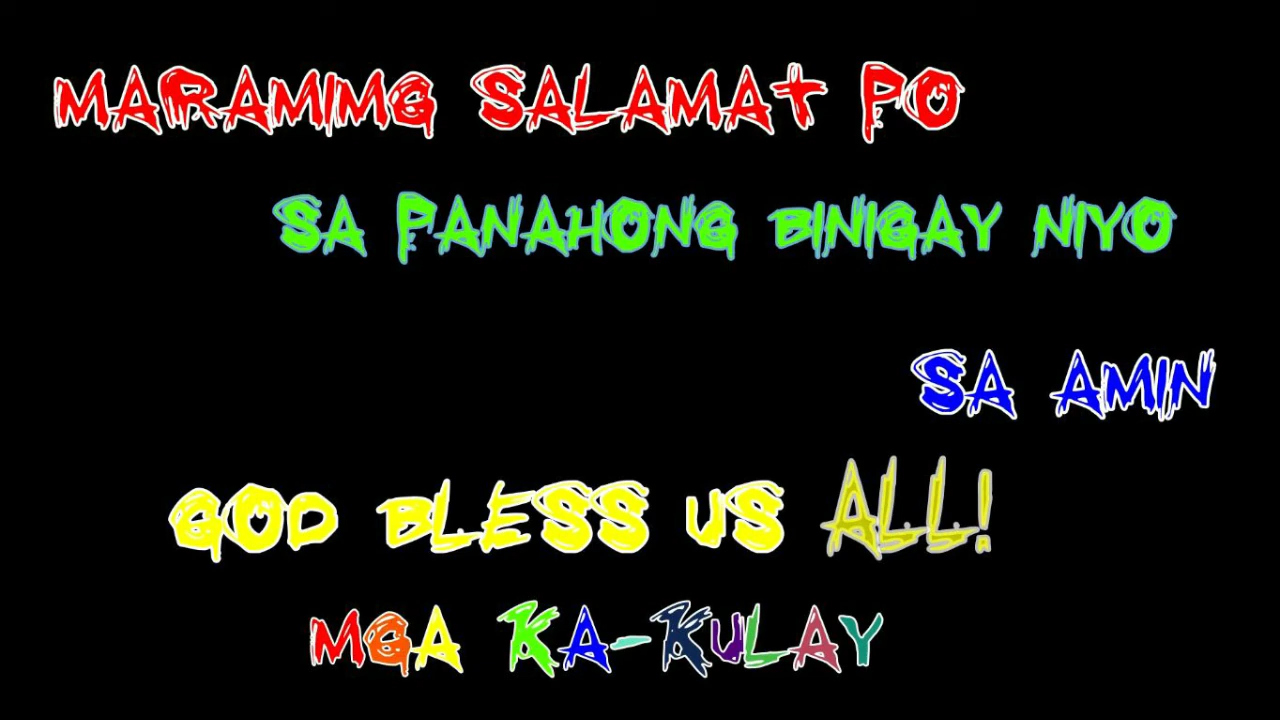 MARAMIMG SALAMAT PO
SA PANAHONG BINIGAY NIYO
SA AMIN
GOD BLESS US ALL!
MGA KA-KULAY